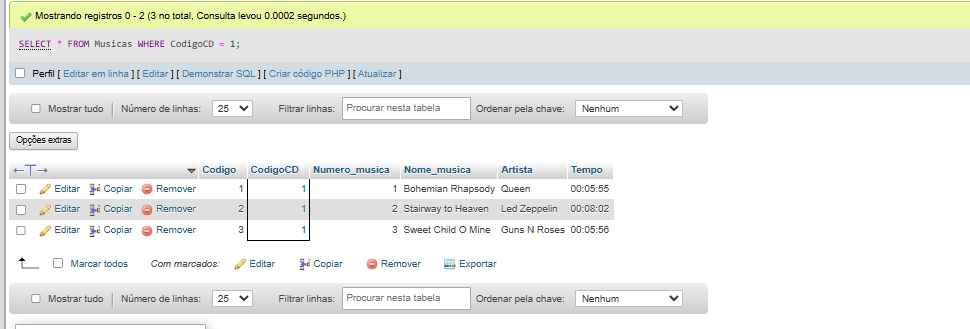 Mostrando registros 0 - 2 (3 no total, Consulta levou 0.0002 segundos.)
SELECT * FROM Musicas WHERE CodigoCD = 1;
Perfil [ Editar em linha ] [ Editar ] [ Demonstrar SQL ] [ Criar código PHP ] [ Atualizar ]
Mostrar tudo | Número de linhas: 25 Filtrar linhas: Procurar nesta tabela Ordenar pela chave: Nenhum
Opções extras
←T→ Codigo CodigoCD Numero_musica Nome_musica Artista Tempo
Editar Copiar Remover 1 1 1 Bohemian Rhapsody Queen 00:05:55
Editar Copiar Remover 2 1 2 Stairway to Heaven Led Zeppelin 00:08:02
Editar Copiar Remover 3 1 3 Sweet Child O Mine Guns N Roses 00:05:56
Marcar todos Com marcados: Editar Copiar Remover Exportar
Mostrar tudo | Número de linhas: 25 Filtrar linhas: Procurar nesta tabela Ordenar pela chave: Nenhum